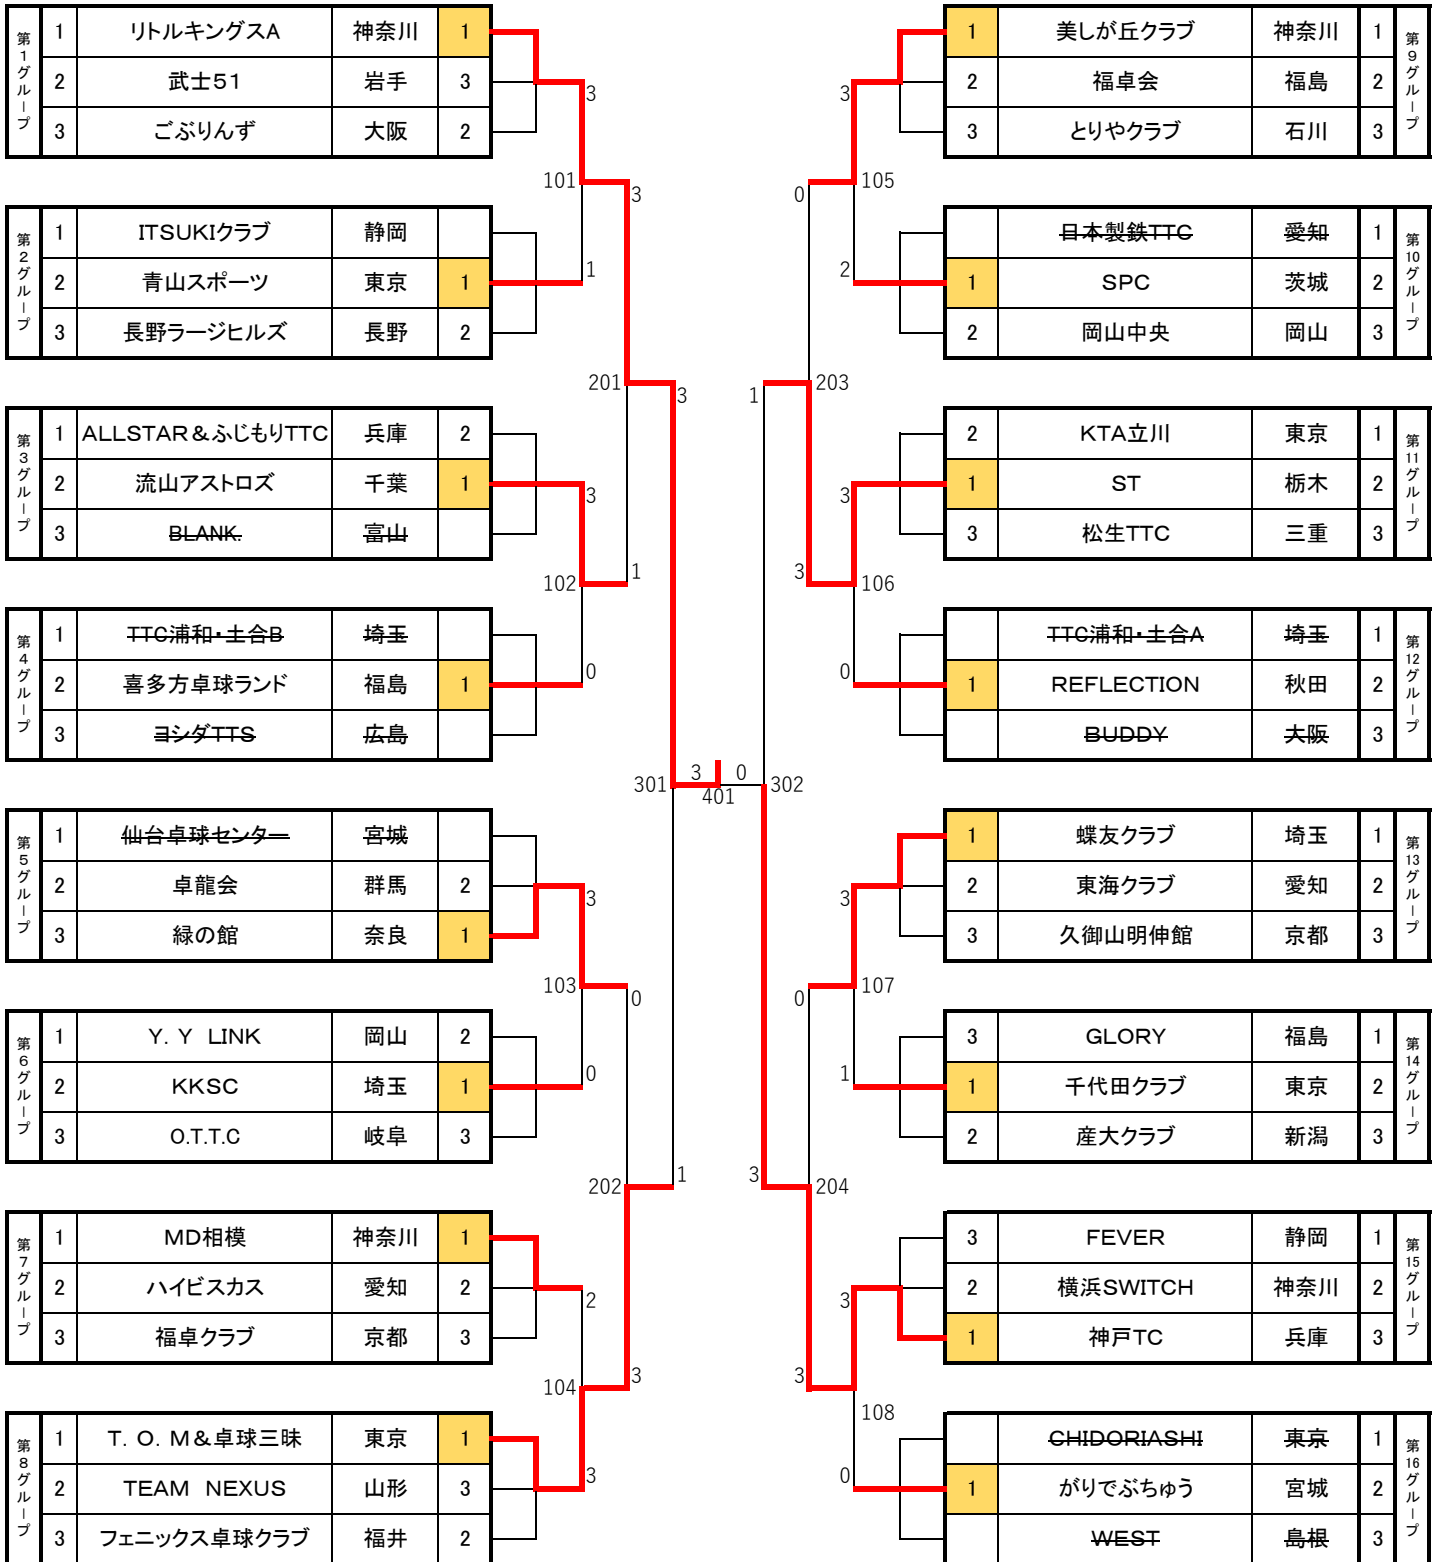 第1グループ
1 リトルキングスA 神奈川 1
2 武士51 岩手 3
3 ごぶりんず 大阪 2
3
101
3
第2グループ
1 ITSUKIクラブ 静岡
2 青山スポーツ 東京 1
3 長野ラージヒルズ 長野 2
1
201
3
第3グループ
1 ALLSTAR&ふじもりTTC 兵庫 2
2 流山アストロズ 千葉 1
3 BLANK. 富山
3
102
1
第4グループ
1 TTC浦和・土合B 埼玉
2 喜多方卓球ランド 福島 1
3 ヨシダTTS 広島
0
301
3
401
0
302
第5グループ
1 仙台卓球センター 宮城
2 卓龍会 群馬 2
3 緑の館 奈良 1
3
103
0
第6グループ
1 Y.Y LINK 岡山 2
2 KKSC 埼玉 1
3 O.T.T.C 岐阜 3
0
202
1
第7グループ
1 MD相模 神奈川 1
2 ハイビスカス 愛知 2
3 福卓クラブ 京都 3
2
104
3
第8グループ
1 T.O.M&卓球三昧 東京 1
2 TEAM NEXUS 山形 3
3 フェニックス卓球クラブ 福井 2
3
1 美しが丘クラブ 神奈川 1
2 福卓会 福島 2
3 とりやクラブ 石川 3
第9グループ
3
0
105
日本製鉄TTC 愛知 1
1 SPC 茨城 2
2 岡山中央 岡山 3
第10グループ
2
1
203
2 KTA立川 東京 1
1 ST 栃木 2
3 松生TTC 三重 3
第11グループ
3
3
106
TTC浦和・土合A 埼玉 1
1 REFLECTION 秋田 2
BUDDY 大阪 3
第12グループ
0
1 蝶友クラブ 埼玉 1
2 東海クラブ 愛知 2
3 久御山明伸館 京都 3
第13グループ
3
0
107
3 GLORY 福島 1
1 千代田クラブ 東京 2
2 産大クラブ 新潟 3
第14グループ
1
3
204
3 FEVER 静岡 1
2 横浜SWITCH 神奈川 2
1 神戸TC 兵庫 3
第15グループ
3
3
108
CHIDORIASHI 東京 1
1 がりでぶちゅう 宮城 2
WEST 島根 3
第16グループ
0